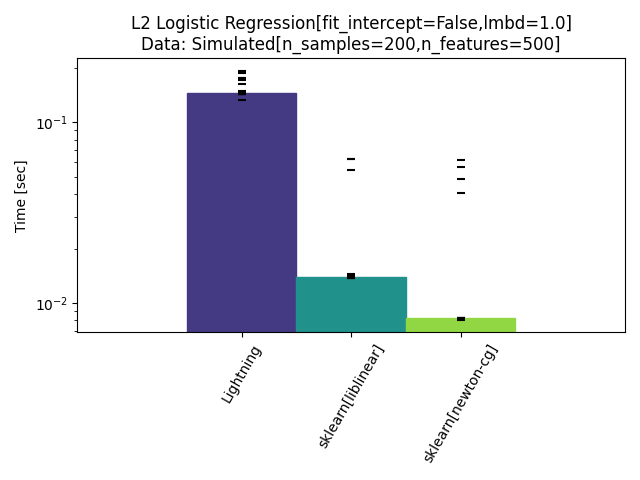 L2 Logistic Regression[fit_intercept=False,lmbd=1.0]
Data: Simulated[n_samples=200,n_features=500]
Time [sec]
10⁻¹
10⁻²
Lightning
sklearn[liblinear]
sklearn[newton-cg]